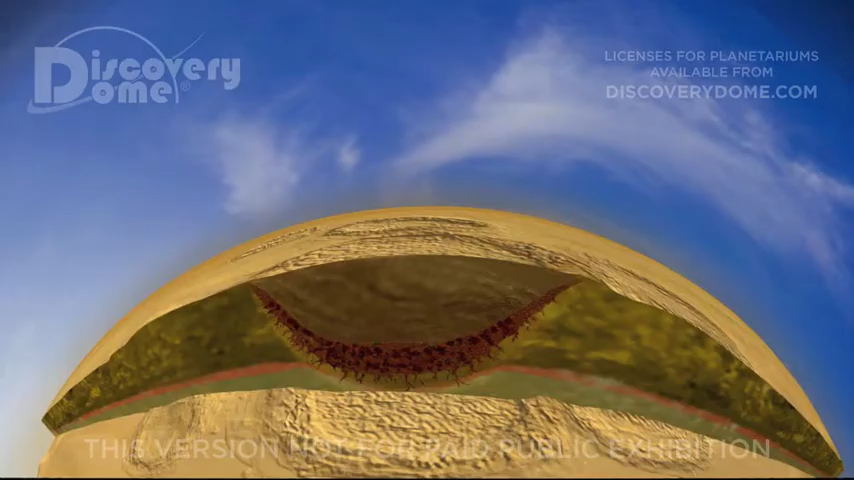 Discovery
Dome®
LICENSES FOR PLANETARIUMS
AVAILABLE FROM
DISCOVERYDOME.COM
THIS VERSION NOT FOR PAID PUBLIC EXHIBITION